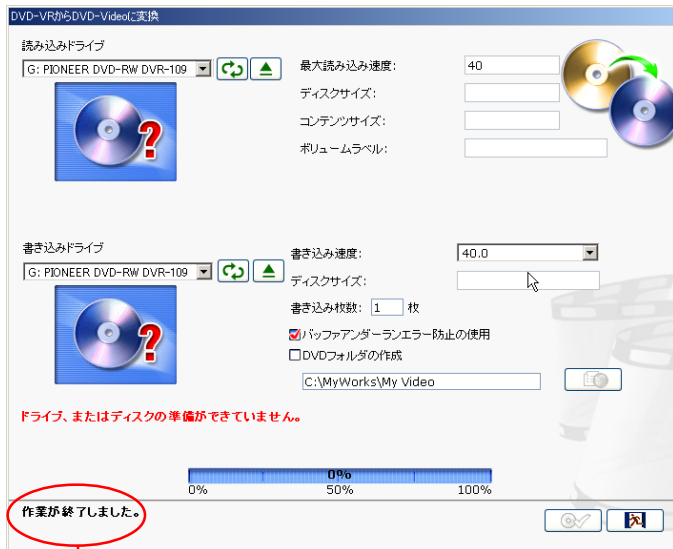 DVD-VRからDVD-Videoに変換
読み込みドライブ
G: PIONEER DVD-RW DVR-109
最大読み込み速度: 40
ディスクサイズ:
コンテンツサイズ:
ボリュームラベル:
書き込みドライブ
G: PIONEER DVD-RW DVR-109
書き込み速度: 40.0
ディスクサイズ:
書き込み枚数: 1 枚
バッファアンダーランエラー防止の使用
DVDフォルダの作成
C:\MyWorks\My Video
ドライブ、またはディスクの準備ができていません。
0%
0% 50% 100%
作業が終了しました。